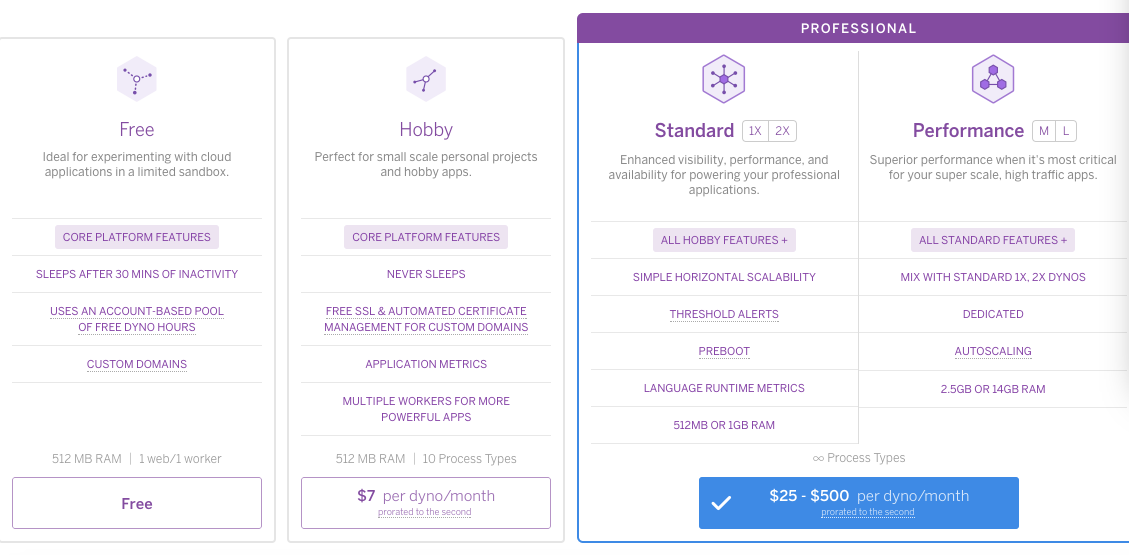 Free
Ideal for experimenting with cloud
applications in a limited sandbox.
CORE PLATFORM FEATURES
SLEEPS AFTER 30 MINS OF INACTIVITY
USES AN ACCOUNT-BASED POOL
OF FREE DYNO HOURS
CUSTOM DOMAINS
512 MB RAM | 1 web/1 worker
Free
Hobby
Perfect for small scale personal projects
and hobby apps.
CORE PLATFORM FEATURES
NEVER SLEEPS
FREE SSL & AUTOMATED CERTIFICATE
MANAGEMENT FOR CUSTOM DOMAINS
APPLICATION METRICS
MULTIPLE WORKERS FOR MORE
POWERFUL APPS
512 MB RAM | 10 Process Types
$7 per dyno/month
prorated to the second
PROFESSIONAL
Standard 1X 2X
Enhanced visibility, performance, and
availability for powering your professional
applications.
ALL HOBBY FEATURES +
SIMPLE HORIZONTAL SCALABILITY
THRESHOLD ALERTS
PREBOOT
LANGUAGE RUNTIME METRICS
512MB OR 1GB RAM
Performance M L
Superior performance when it's most critical
for your super scale, high traffic apps.
ALL STANDARD FEATURES +
MIX WITH STANDARD 1X, 2X DYNOS
DEDICATED
AUTOSCALING
2.5GB OR 14GB RAM
∞ Process Types
$25 - $500 per dyno/month
prorated to the second